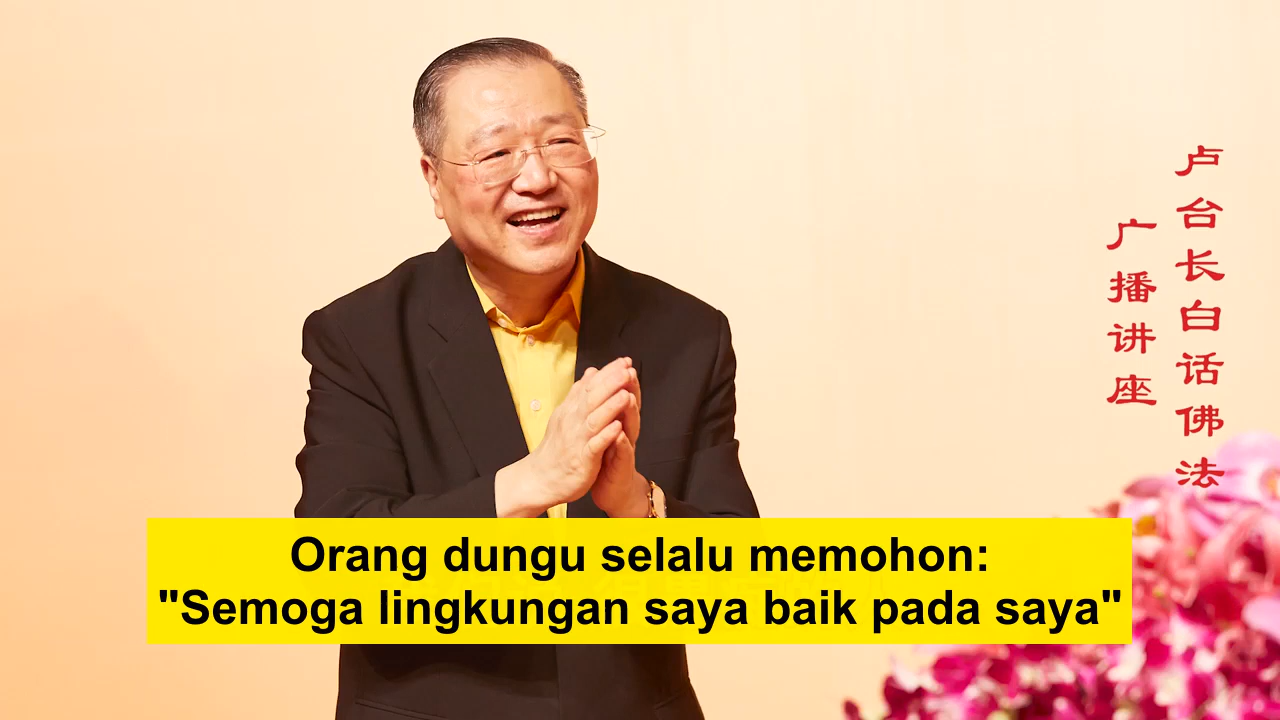 卢台长白话佛法
广播讲座
Orang dungu selalu memohon:
"Semoga lingkungan saya baik pada saya"